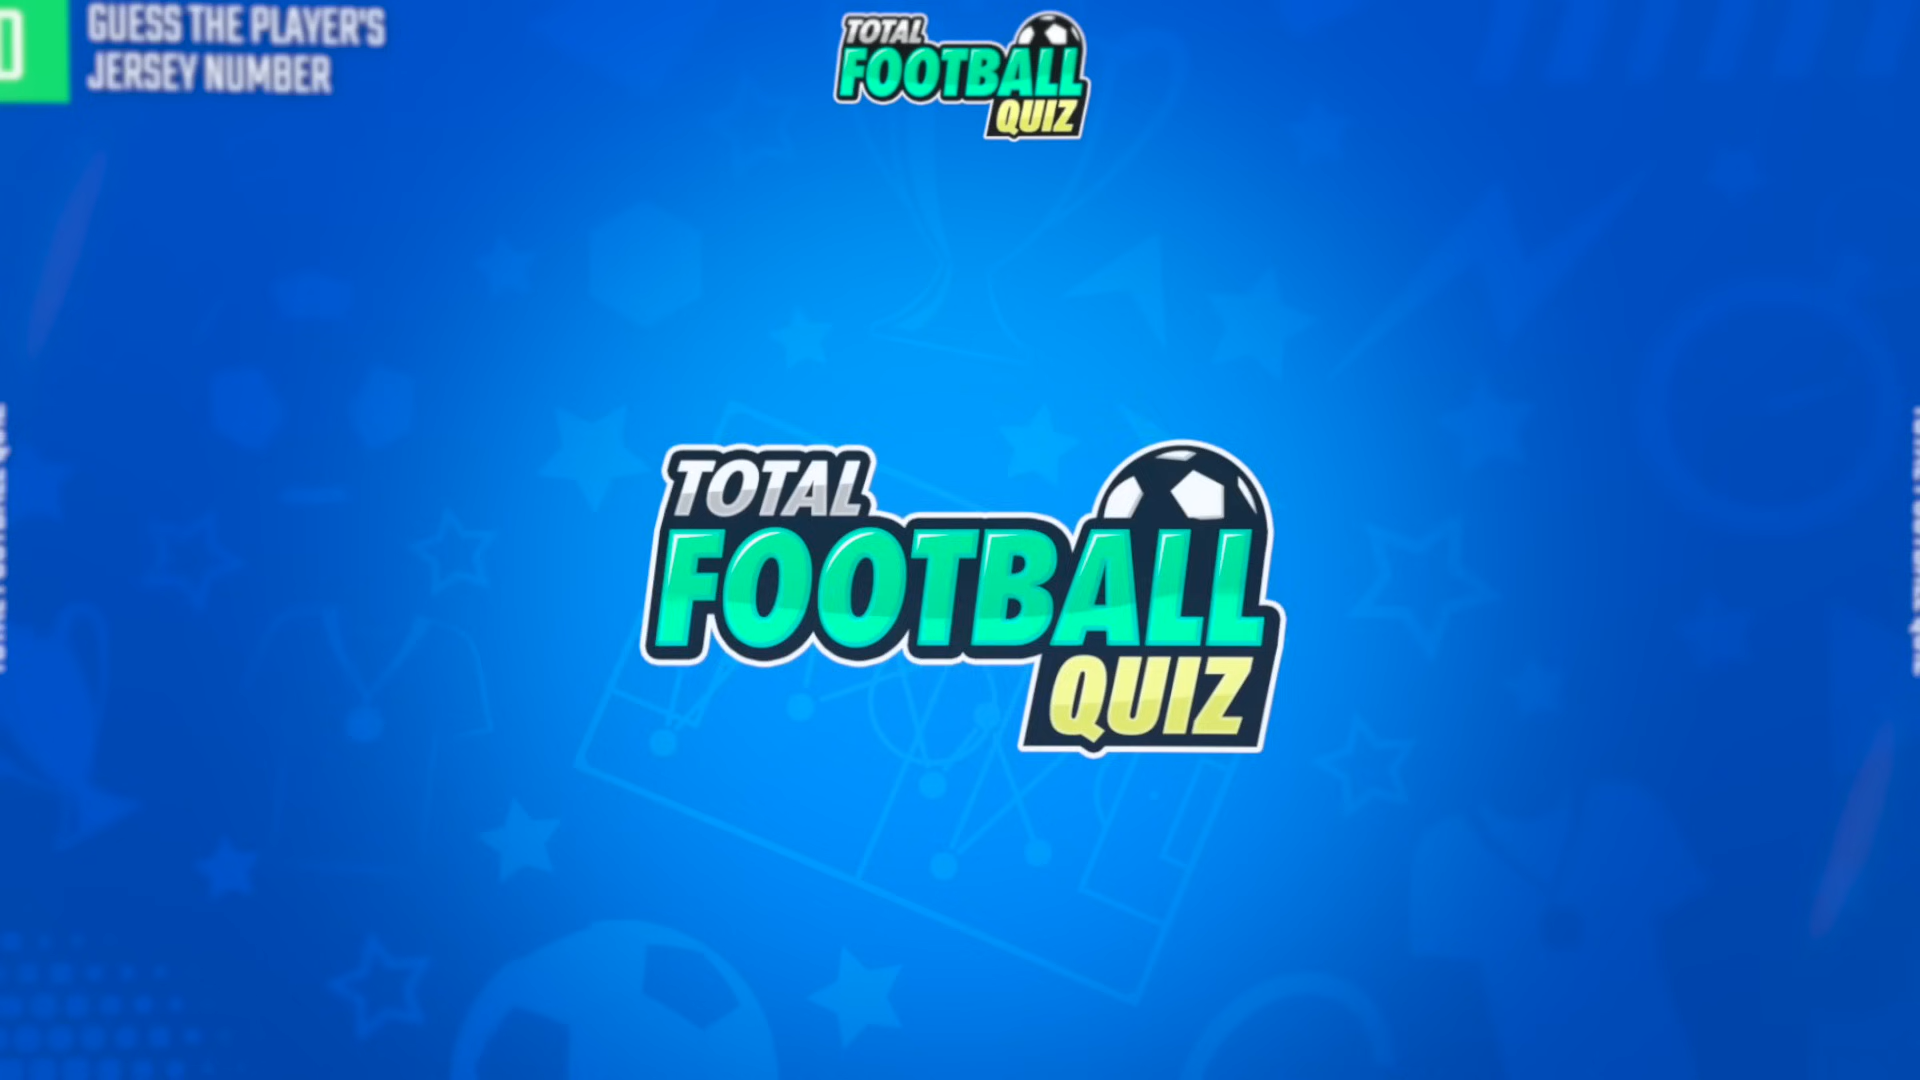 GUESS THE PLAYER'S
JERSEY NUMBER
TOTAL
FOOTBALL
QUIZ
TOTAL
FOOTBALL
QUIZ